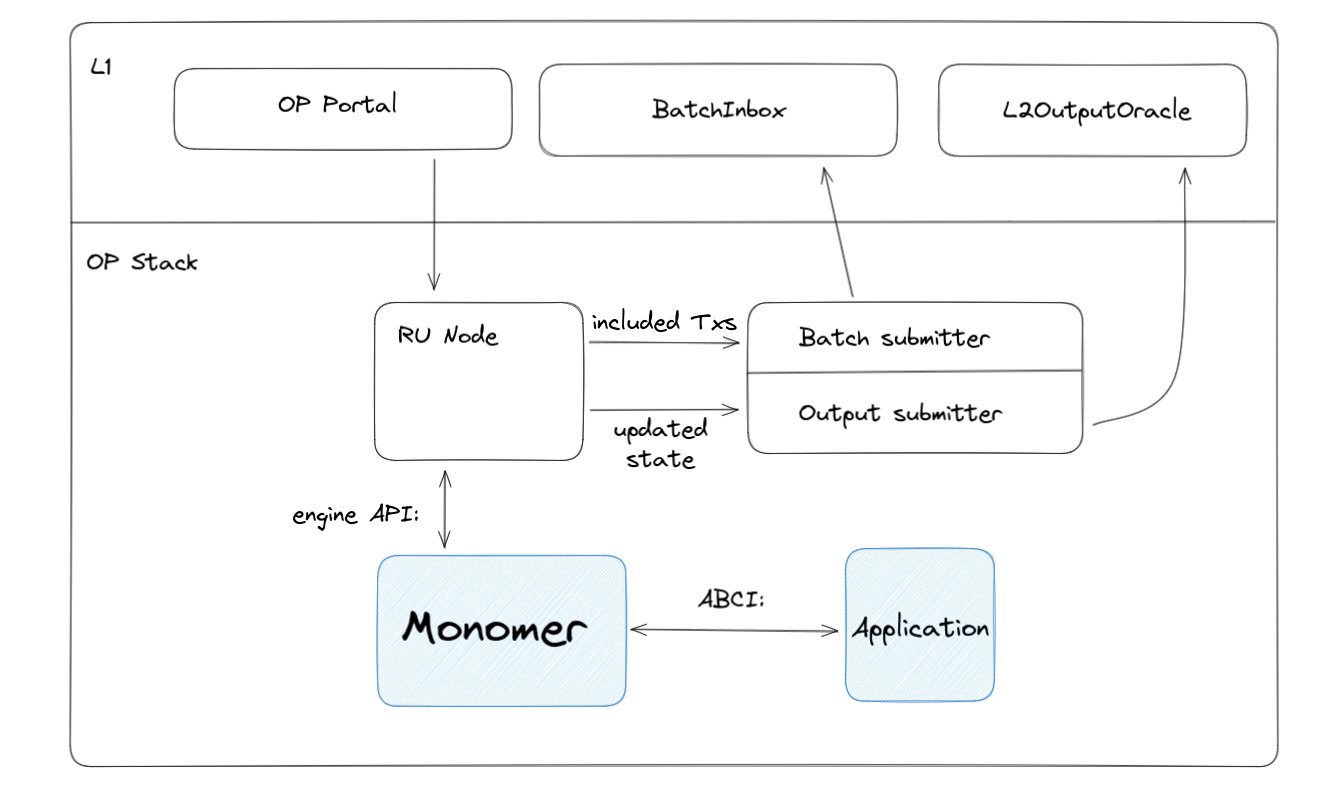 L1
OP Portal
BatchInbox
L2OutputOracle
OP Stack
RU Node
included Txs
Batch submitter
updated
state
Output submitter
engine API:
Monomer
ABCI:
Application